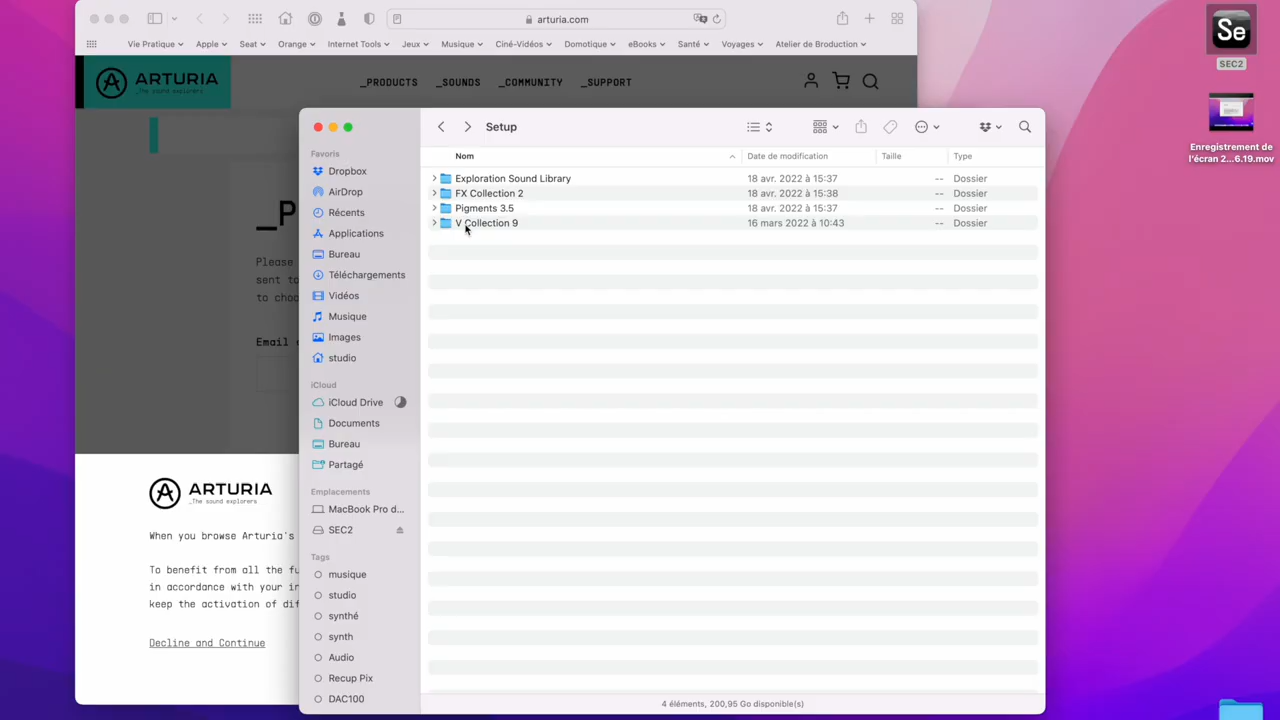 arturia.com
Vie Pratique Apple Seat Orange Internet Tools Jeux Musique Ciné-Vidéos Domotique eBooks Santé Voyages Atelier de Broduction
ARTURIA
_The sound explorers
_PRODUCTS _SOUNDS _COMMUNITY _SUPPORT
Se
SEC2
Enregistrement de
l'écran 2...6.19.mov
Setup
Favoris
Dropbox
AirDrop
Récents
Applications
Bureau
Téléchargements
Vidéos
Musique
Images
studio
iCloud
iCloud Drive
Documents
Bureau
Partagé
Emplacements
MacBook Pro d...
SEC2
Tags
musique
studio
synthé
synth
Audio
Recup Pix
DAC100
Nom Date de modification Taille Type
Exploration Sound Library 18 avr. 2022 à 15:37 -- Dossier
FX Collection 2 18 avr. 2022 à 15:38 -- Dossier
Pigments 3.5 18 avr. 2022 à 15:37 -- Dossier
V Collection 9 16 mars 2022 à 10:43 -- Dossier
4 éléments, 200,95 Go disponible(s)
_P
Please
sent to
to choo
Email
ARTURIA
_The sound explorers
When you browse Arturia's
To benefit from all the fu
in accordance with your in
keep the activation of dif
Decline and Continue